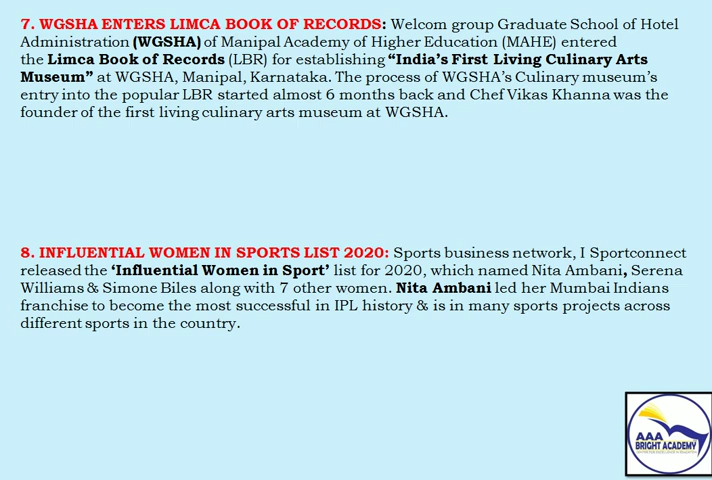 7. WGSHA ENTERS LIMCA BOOK OF RECORDS: Welcom group Graduate School of Hotel
Administration (WGSHA) of Manipal Academy of Higher Education (MAHE) entered
the Limca Book of Records (LBR) for establishing “India’s First Living Culinary Arts
Museum” at WGSHA, Manipal, Karnataka. The process of WGSHA’s Culinary museum’s
entry into the popular LBR started almost 6 months back and Chef Vikas Khanna was the
founder of the first living culinary arts museum at WGSHA.
8. INFLUENTIAL WOMEN IN SPORTS LIST 2020: Sports business network, I Sportconnect
released the ‘Influential Women in Sport’ list for 2020, which named Nita Ambani, Serena
Williams & Simone Biles along with 7 other women. Nita Ambani led her Mumbai Indians
franchise to become the most successful in IPL history & is in many sports projects across
different sports in the country.
AAA
BRIGHT ACADEMY